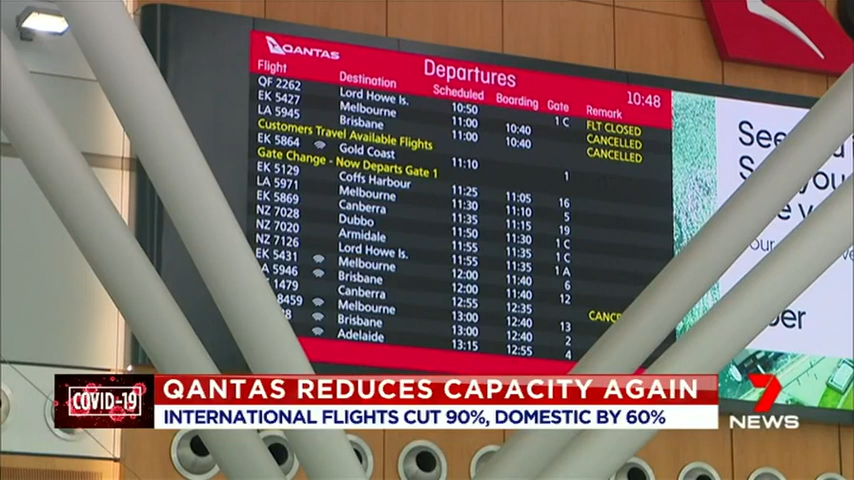 QANTAS
Departures
10:48
Flight Destination Scheduled Boarding Gate Remark
QF 2262 Lord Howe Is. 10:50 1 C FLT CLOSED
EK 5427 Melbourne 11:00 10:40 CANCELLED
LA 5945 Brisbane 11:00 10:40 CANCELLED
Customers Travel Available Flights
EK 5864 Gold Coast 11:10 1
Gate Change - Now Departs Gate 1
EK 5129 Coffs Harbour 11:25 11:05 16
LA 5971 Melbourne 11:30 11:10 5
EK 5869 Canberra 11:35 11:15 19
NZ 7028 Dubbo 11:50 11:30 1 C
NZ 7020 Armidale 11:55 11:35 1 C
NZ 7126 Lord Howe Is. 11:55 11:35 1 A
EK 5431 Melbourne 12:00 11:40 6
A 5946 Brisbane 12:00 11:40 12
1479 Canberra 12:55 12:35
8459 Melbourne 13:00 12:40 13
Brisbane 13:00 12:40 2
Adelaide 13:15 12:55 4
See
COVID-19
QANTAS REDUCES CAPACITY AGAIN
INTERNATIONAL FLIGHTS CUT 90%, DOMESTIC BY 60%
7
NEWS